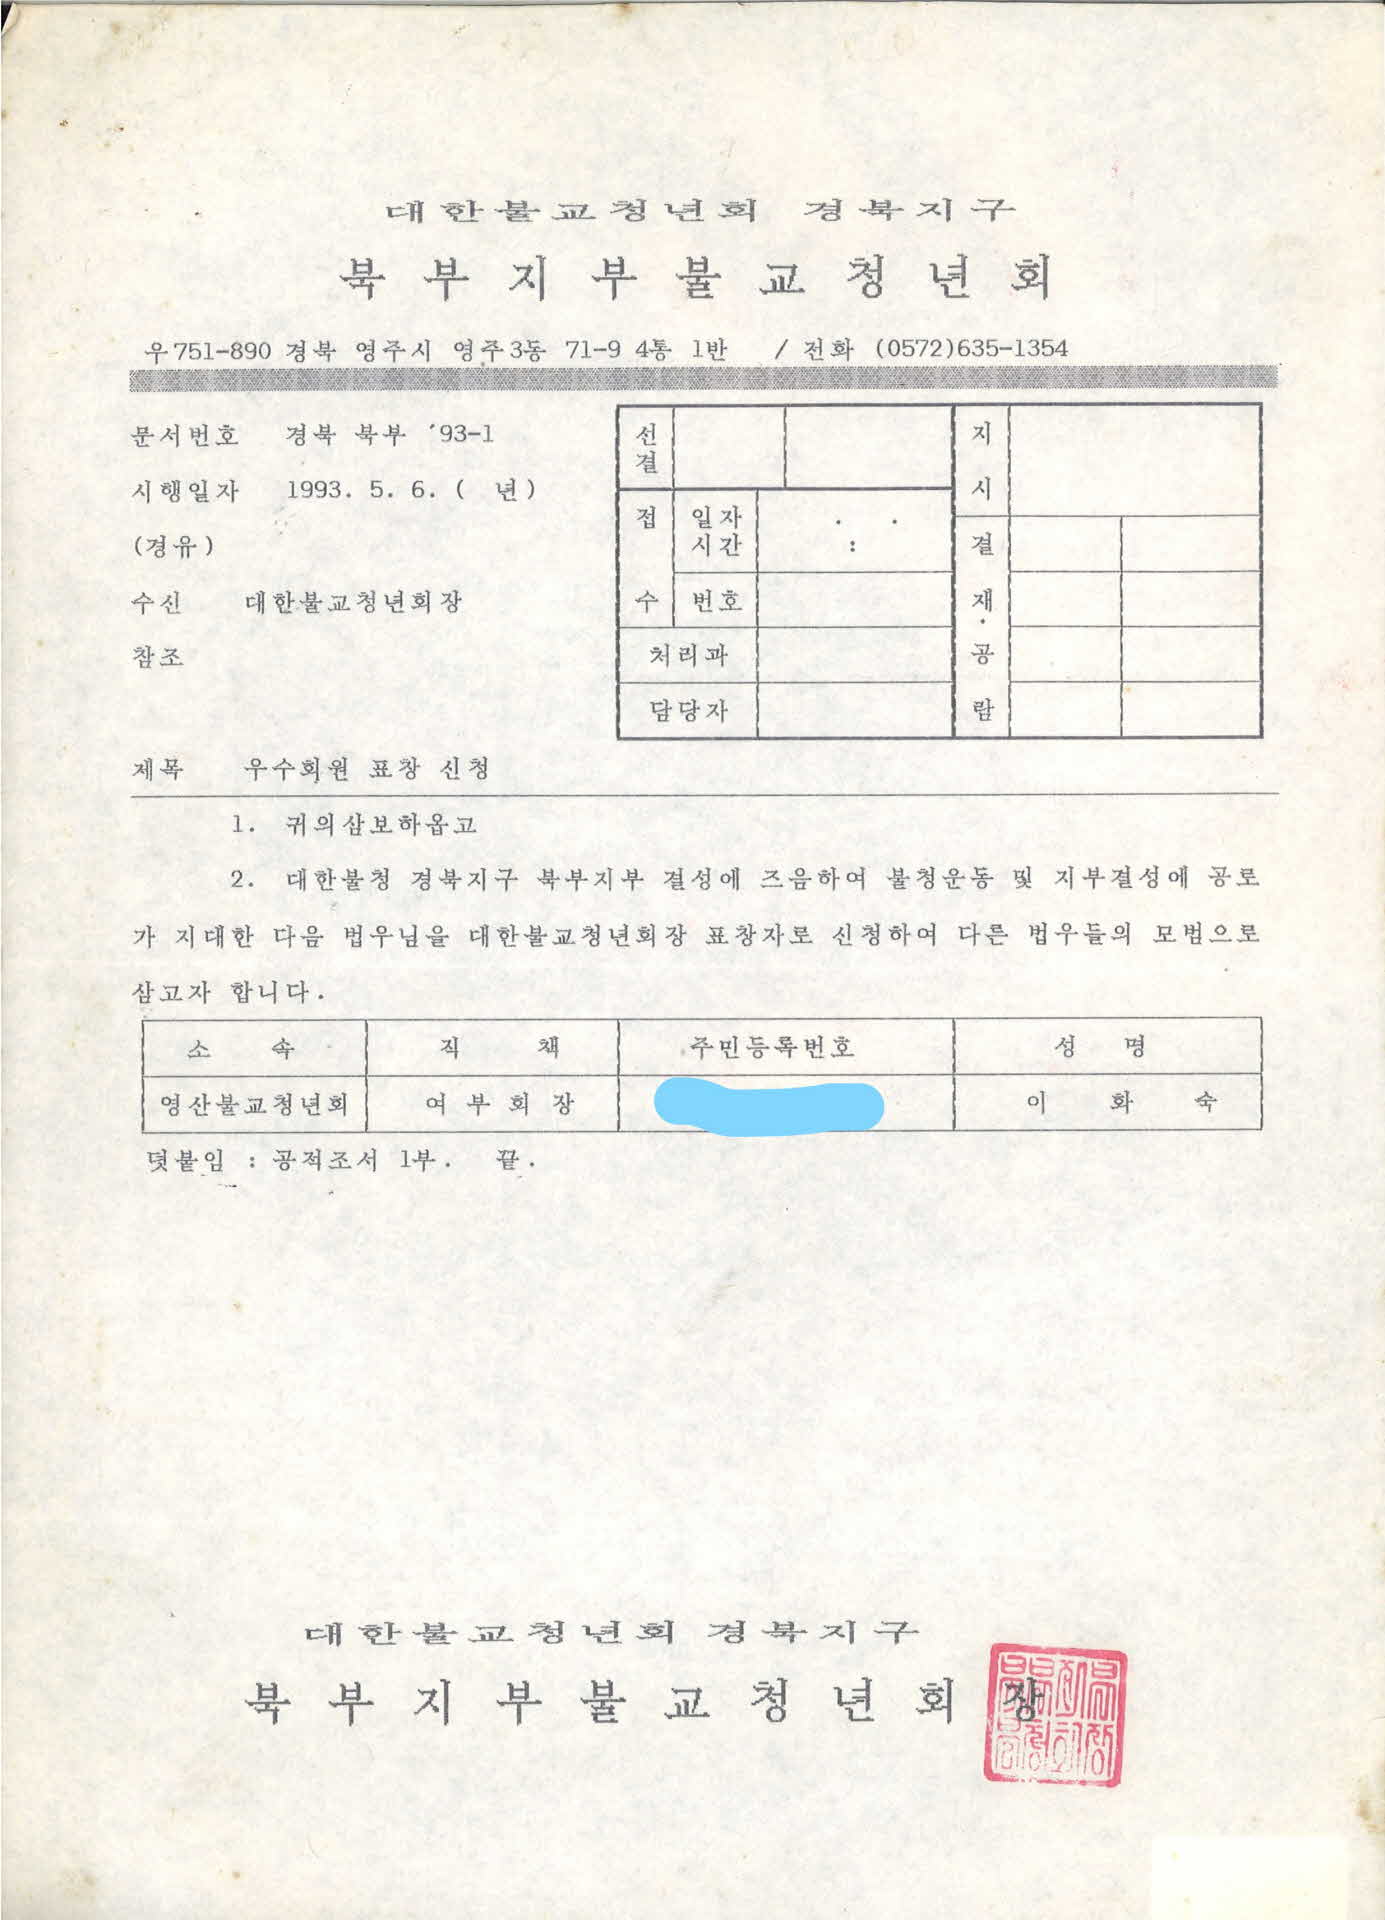 대한불교청년회 경북지구
북부지부불교청년회
우751-890 경북 영주시 영주3동 71-9 4통 1반 / 전화 (0572)635-1354
문서번호 경북 북부 '93-1
시행일자 1993. 5. 6. ( 년)
(경유)
수신 대한불교청년회장
참조
선결
지시
접수
일자 . .
시간 :
번호
처리과
담당자
결재·공람
제목 우수회원 표창 신청
1. 귀의삼보하옵고
2. 대한불청 경북지구 북부지부 결성에 즈음하여 불청운동 및 지부결성에 공로
가 지대한 다음 법우님을 대한불교청년회장 표창자로 신청하여 다른 법우들의 모범으로
삼고자 합니다.
소 속 직 책 주민등록번호 성 명
영산불교청년회 여 부 회 장 이 화 숙
덧붙임 : 공적조서 1부. 끝.
대한불교청년회 경북지구
북부지부불교청년회장